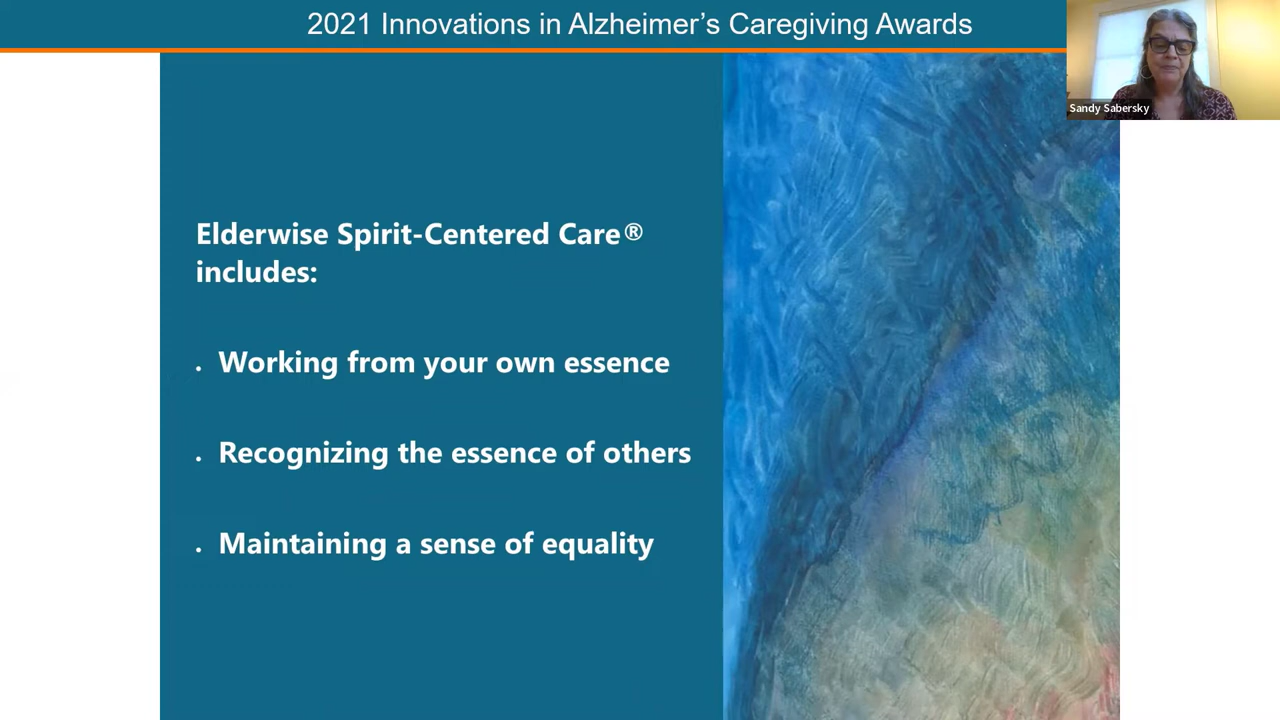 2021 Innovations in Alzheimer’s Caregiving Awards
Sandy Sabersky
Elderwise Spirit-Centered Care®
includes:
• Working from your own essence
• Recognizing the essence of others
• Maintaining a sense of equality